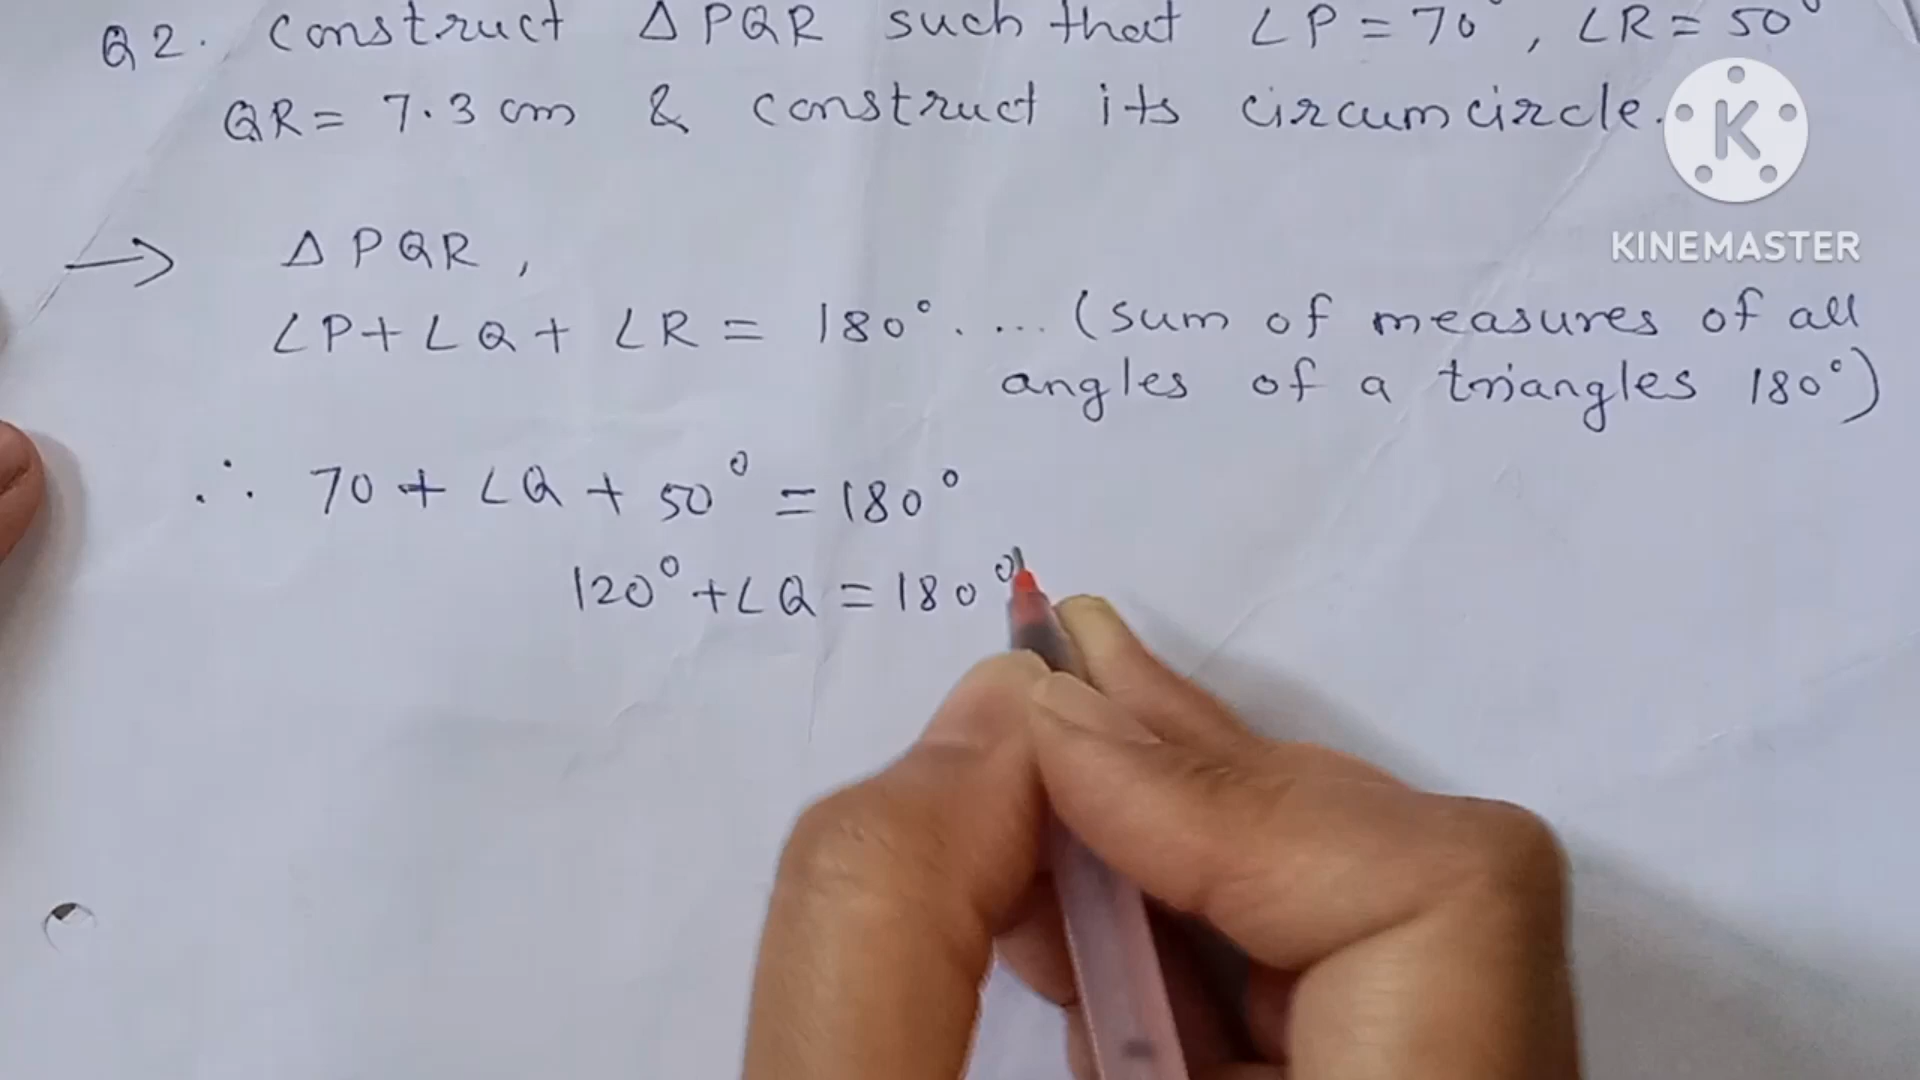 Q2. Construct Δ PQR such that ∠P = 70°, ∠R = 50°
QR = 7.3 cm & construct its circumcircle.
K
KINEMASTER
→ Δ PQR,
∠P + ∠Q + ∠R = 180°. ... (sum of measures of all
angles of a triangles 180°)
∴ 70 + ∠Q + 50° = 180°
120° + ∠Q = 180°